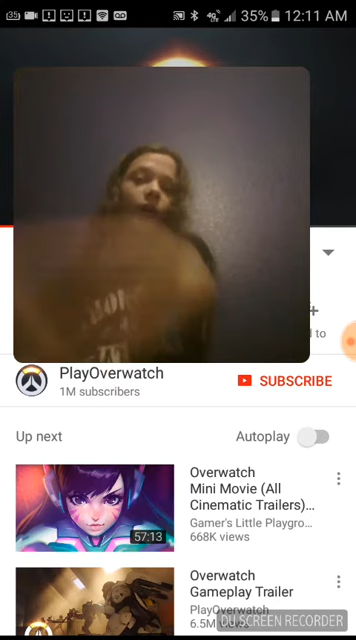 35% 12:11 AM
PlayOverwatch
1M subscribers
SUBSCRIBE
Up next
Autoplay
57:13
Overwatch
Mini Movie (All
Cinematic Trailers)...
Gamer's Little Playgro...
668K views
Overwatch
Gameplay Trailer
PlayOverwatch
6.5M views
DU SCREEN RECORDER